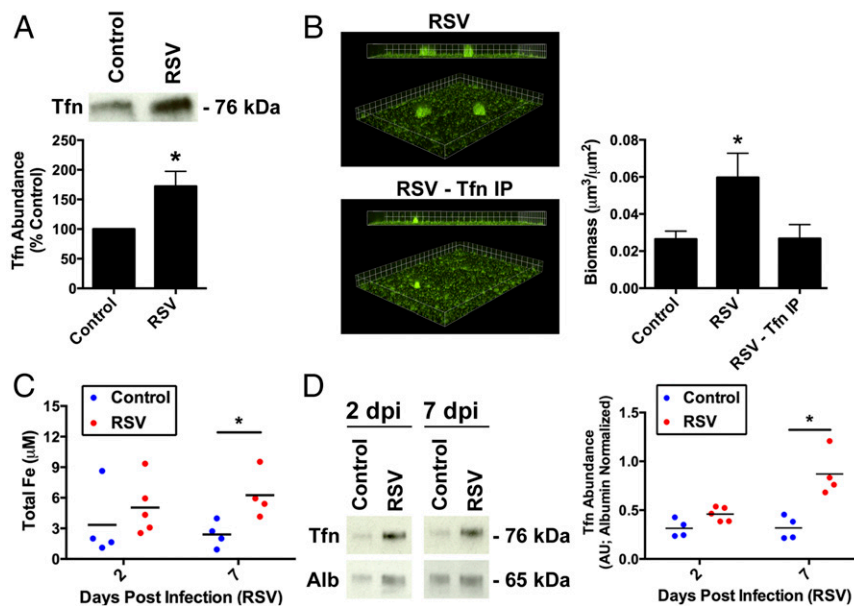 A
Control
RSV
Tfn
- 76 kDa
Tfn Abundance
(% Control)
250
200
150
100
50
0
*
Control
RSV
B
RSV
RSV - Tfn IP
Biomass (μm³/μm²)
0.08
0.06
0.04
0.02
0.00
*
Control
RSV
RSV - Tfn IP
C
Control
RSV
Total Fe (μM)
15
12
9
6
3
0
*
2
7
Days Post Infection (RSV)
D
2 dpi
7 dpi
Control
RSV
Control
RSV
Tfn
- 76 kDa
Alb
- 65 kDa
Control
RSV
Tfn Abundance
(AU; Albumin Normalized)
1.5
1.0
0.5
0.0
*
2
7
Days Post Infection (RSV)